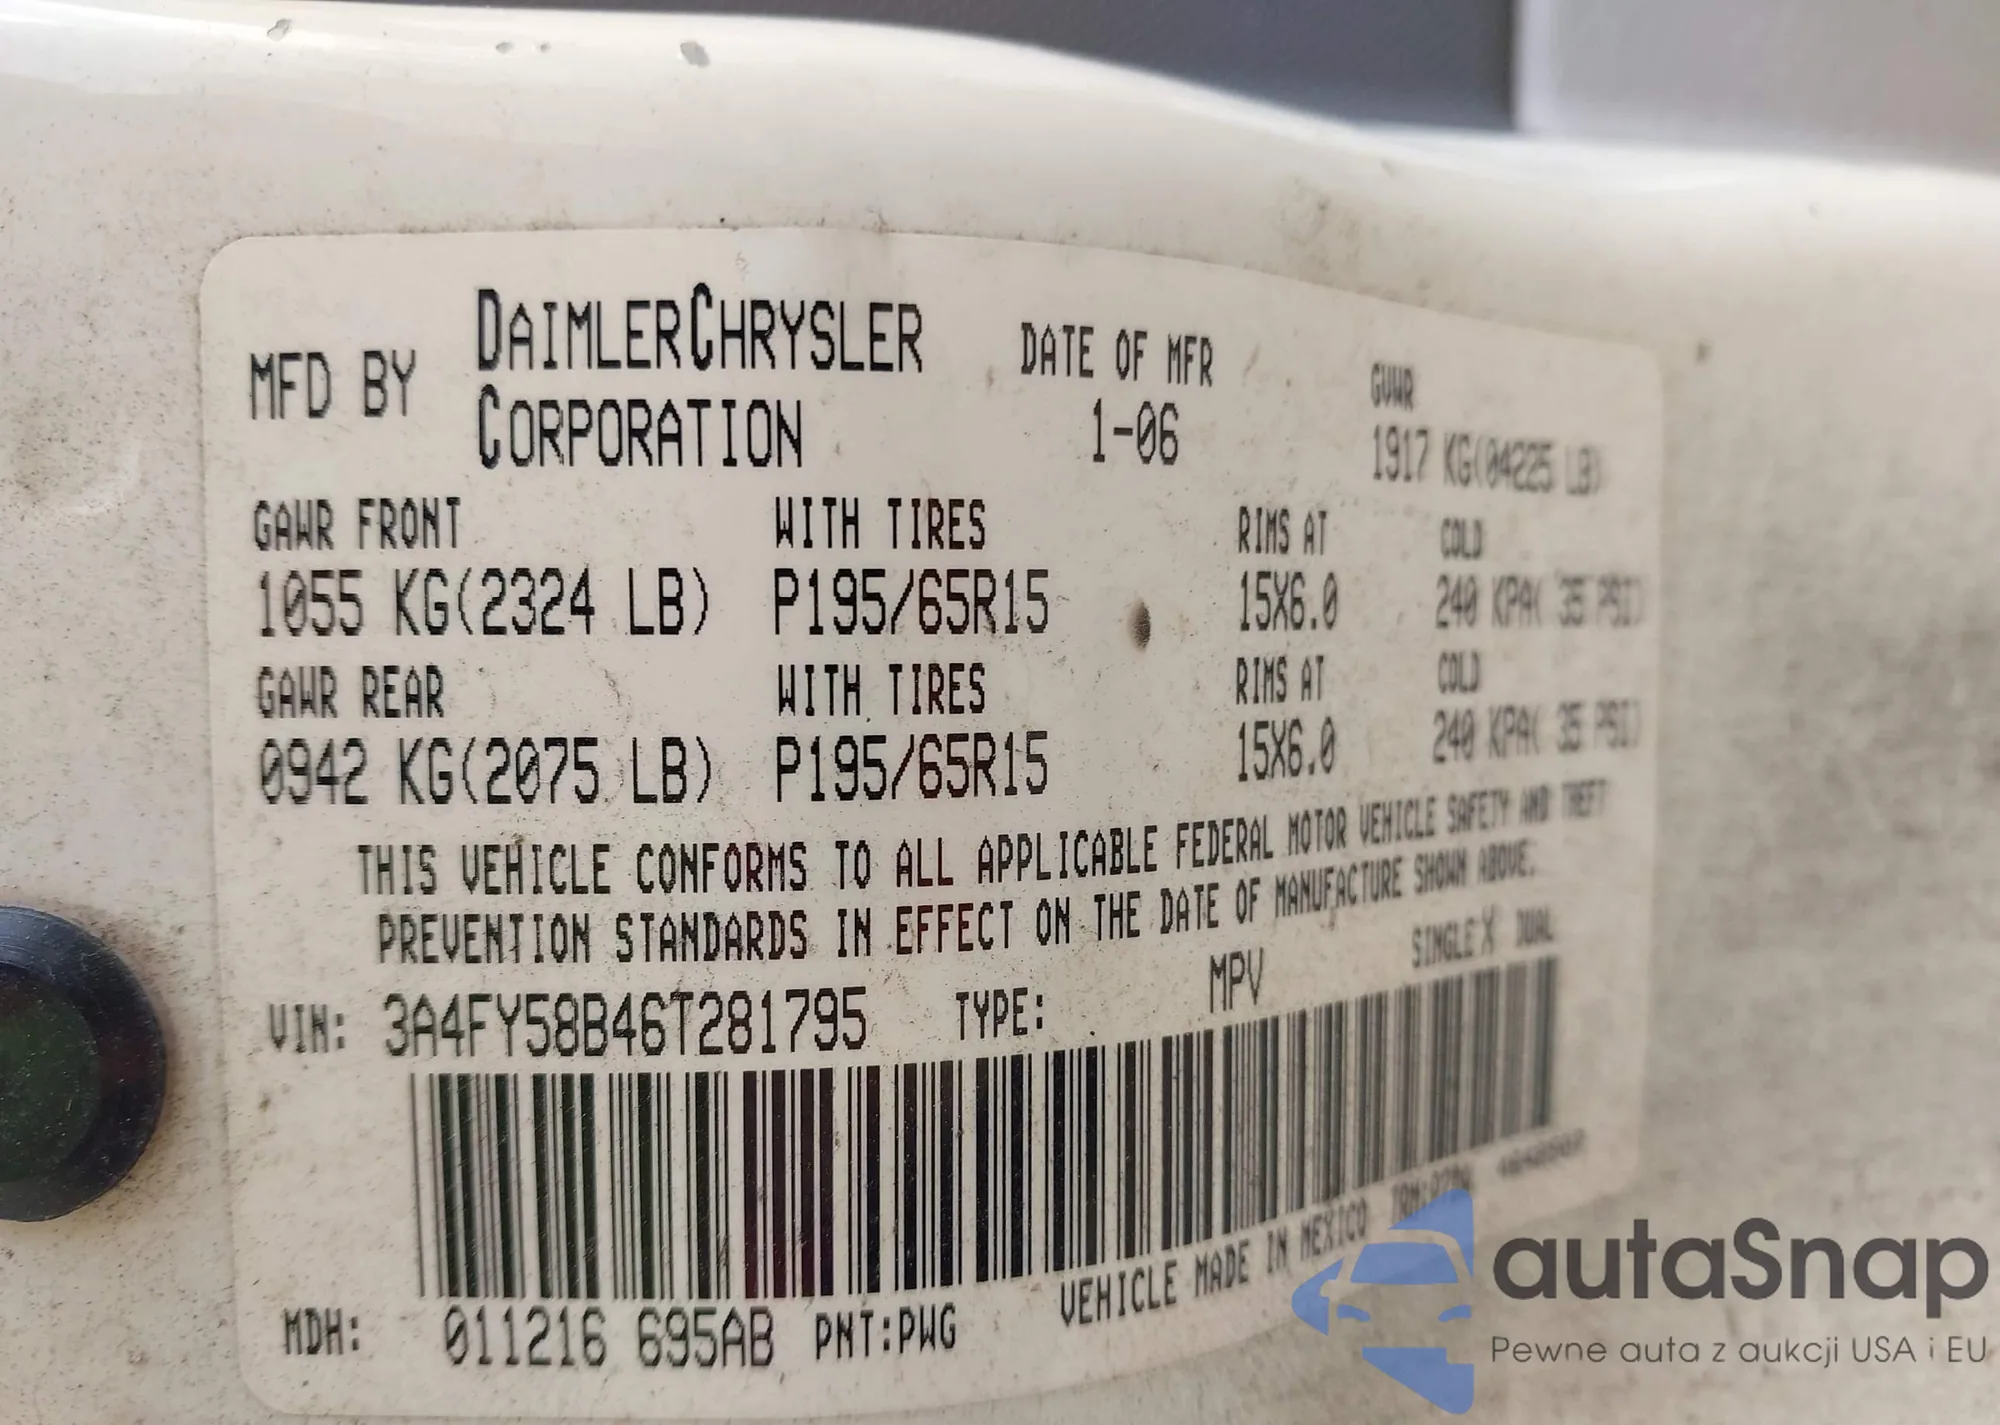 MFD BY DAIMLERCHRYSLER CORPORATION
DATE OF MFR
1-06
GVWR
1917 KG(04225 LB)
GAWR FRONT WITH TIRES RIMS AT COLD
1055 KG(2324 LB) P195/65R15 15X6.0 240 KPA( 35 PSI)
GAWR REAR WITH TIRES RIMS AT COLD
0942 KG(2075 LB) P195/65R15 15X6.0 240 KPA( 35 PSI)
THIS VEHICLE CONFORMS TO ALL APPLICABLE FEDERAL MOTOR VEHICLE SAFETY AND THEFT
PREVENTION STANDARDS IN EFFECT ON THE DATE OF MANUFACTURE SHOWN ABOVE.
VIN: 3A4FY58B46T281795 TYPE: MPV SINGLE X DUAL
MDH: 011216 695AB PNT:PWG VEHICLE MADE IN MEXICO
autaSnap
Pewne auta z aukcji USA i EU